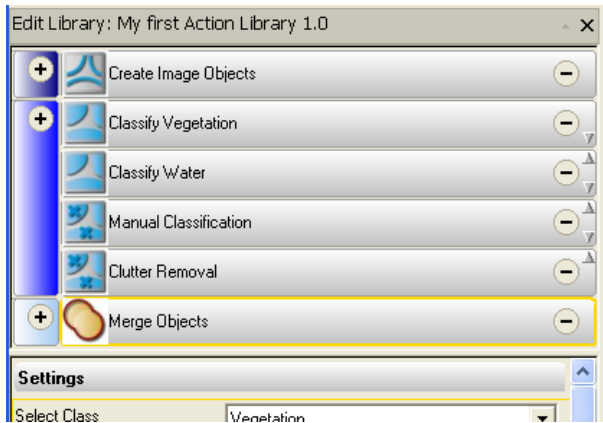 Edit Library: My first Action Library 1.0
Create Image Objects
Classify Vegetation
Classify Water
Manual Classification
Clutter Removal
Merge Objects
Settings
Select Class Vegetation